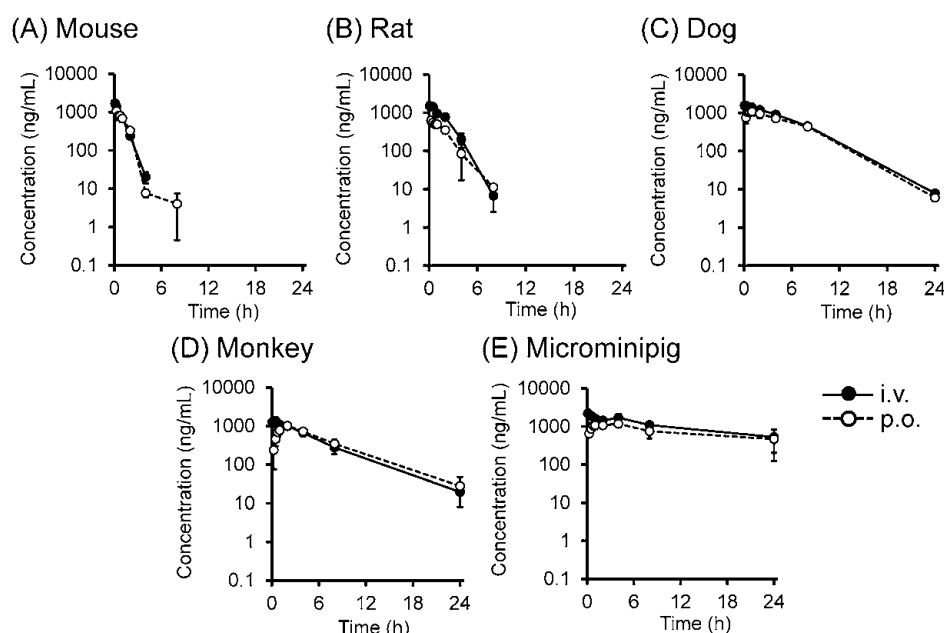 (A) Mouse
(B) Rat
(C) Dog
Concentration (ng/mL)
10000
1000
100
10
1
0.1
0 6 12 18 24
Time (h)
Concentration (ng/mL)
10000
1000
100
10
1
0.1
0 6 12 18 24
Time (h)
Concentration (ng/mL)
10000
1000
100
10
1
0.1
0 6 12 18 24
Time (h)
(D) Monkey
(E) Microminipig
Concentration (ng/mL)
10000
1000
100
10
1
0.1
0 6 12 18 24
Time (h)
Concentration (ng/mL)
10000
1000
100
10
1
0.1
0 6 12 18 24
Time (h)
i.v.
p.o.